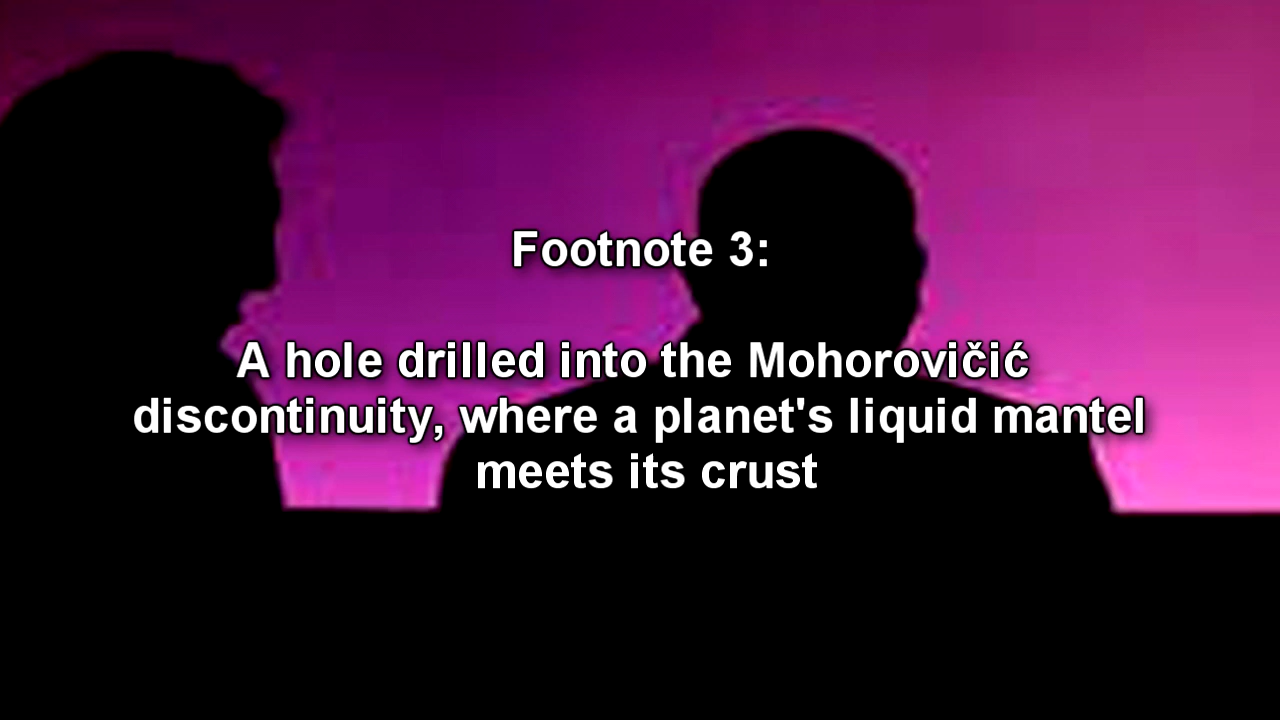 Footnote 3:
A hole drilled into the Mohorovičić
discontinuity, where a planet's liquid mantel
meets its crust